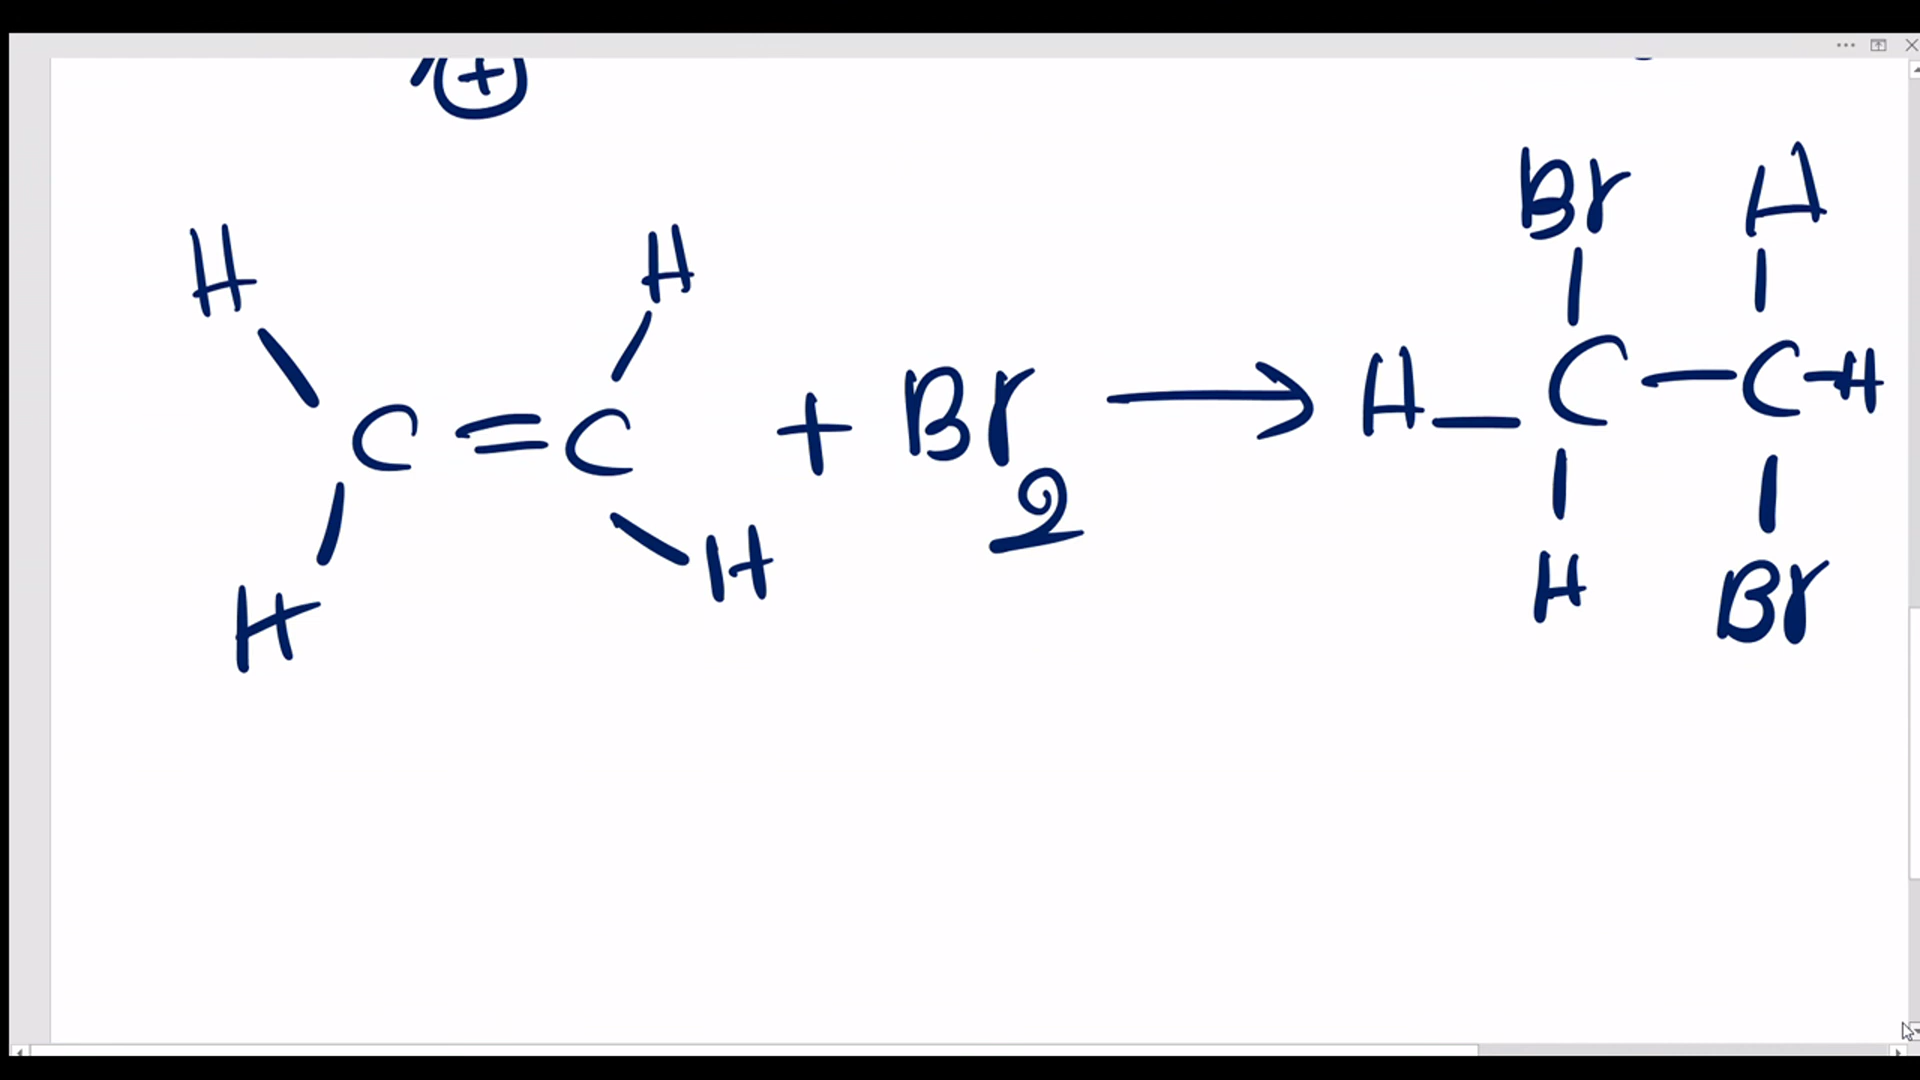 +
Br H
H H
H – C – C – H
C = C + Br2 →
H H Br
H